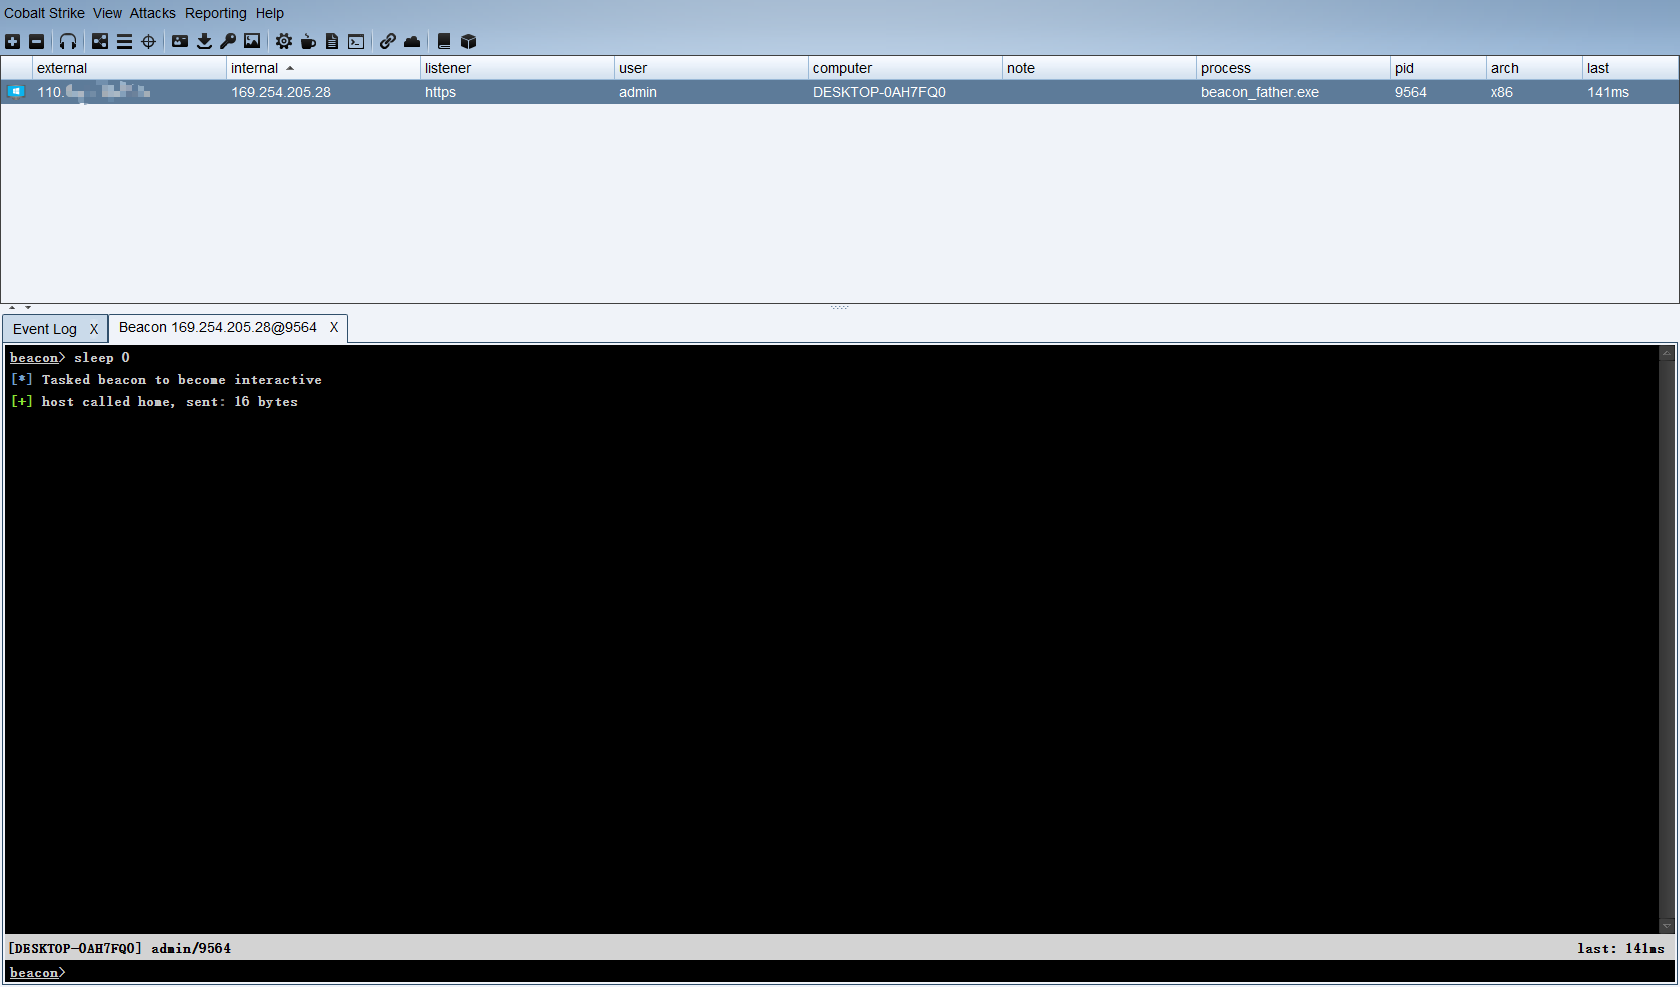 Cobalt Strike View Attacks Reporting Help
external internal listener user computer note process pid arch last
110. 169.254.205.28 https admin DESKTOP-0AH7FQ0 beacon_father.exe 9564 x86 141ms
Event Log X Beacon 169.254.205.28@9564 X
beacon> sleep 0
[*] Tasked beacon to become interactive
[+] host called home, sent: 16 bytes
[DESKTOP-0AH7FQ0] admin/9564 last: 141ms
beacon>